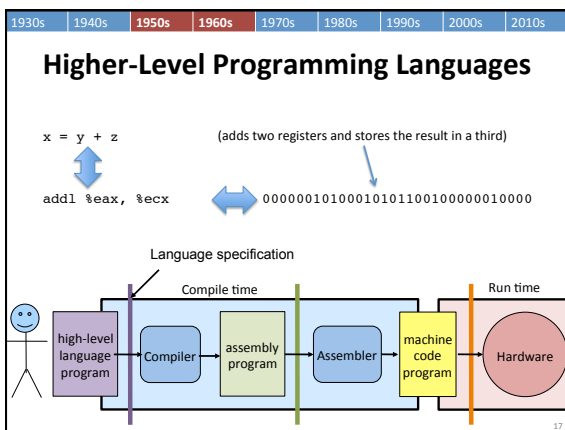 1930s 1940s 1950s 1960s 1970s 1980s 1990s 2000s 2010s
Higher-Level Programming Languages
x = y + z
(adds two registers and stores the result in a third)
addl %eax, %ecx
00000010100010101100100000010000
Language specification
Compile time
Run time
high-level
language
program
Compiler
assembly
program
Assembler
machine
code
program
Hardware
17